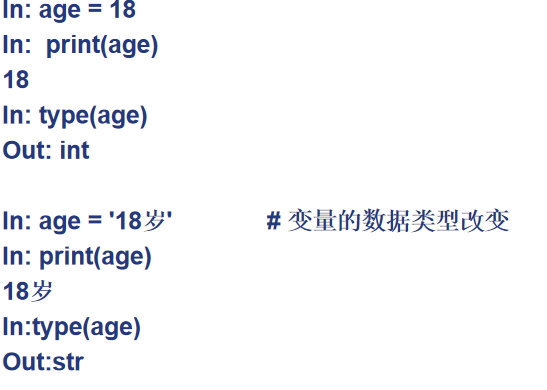 In: age = 18
In:  print(age)
18
In: type(age)
Out: int
In: age = '18岁'              # 变量的数据类型改变
In: print(age)
18岁
In:type(age)
Out:str